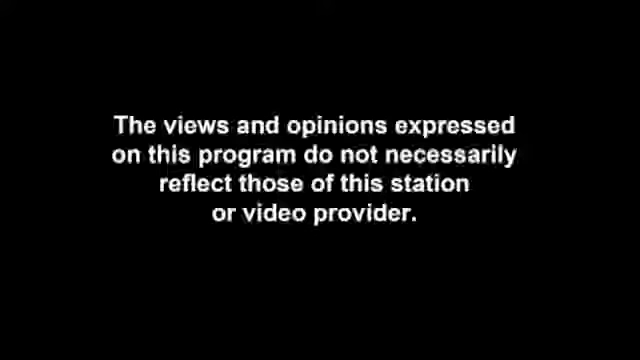 The views and opinions expressed
on this program do not necessarily
reflect those of this station
or video provider.